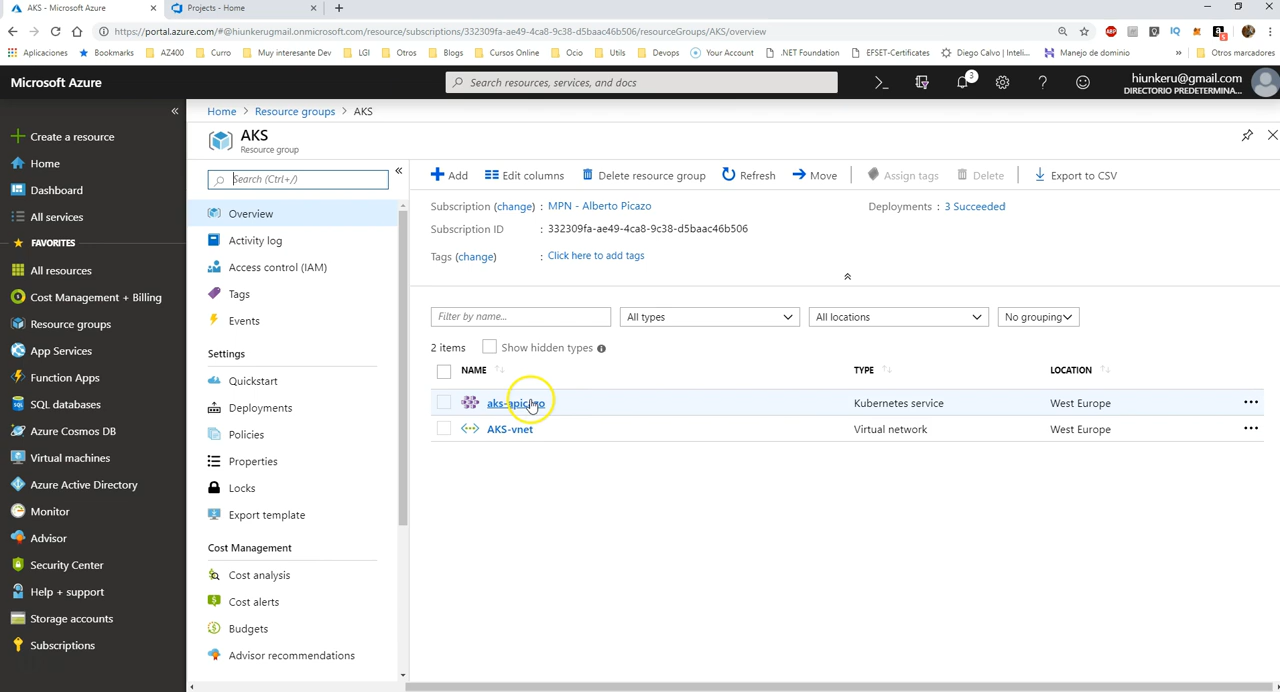 AKS - Microsoft Azure
Projects - Home
https://portal.azure.com/#@hiunkerugmail.onmicrosoft.com/resource/subscriptions/332309fa-ae49-4ca8-9c38-d5baac46b506/resourceGroups/AKS/overview
Aplicaciones Bookmarks AZ400 Curro Muy interesante Dev LGI Otros Blogs Cursos Online Ocio Utils Devops Your Account .NET Foundation EFSET-Certificates Diego Calvo | Inteli... Manejo de dominio » Otros marcadores
Microsoft Azure
Search resources, services, and docs
3
hiunkeru@gmail.com
DIRECTORIO PREDETERMINA...
Create a resource
Home
Dashboard
All services
FAVORITES
All resources
Cost Management + Billing
Resource groups
App Services
Function Apps
SQL databases
Azure Cosmos DB
Virtual machines
Azure Active Directory
Monitor
Advisor
Security Center
Help + support
Storage accounts
Subscriptions
Home > Resource groups > AKS
AKS
Resource group
Search (Ctrl+/)
Overview
Activity log
Access control (IAM)
Tags
Events
Settings
Quickstart
Deployments
Policies
Properties
Locks
Export template
Cost Management
Cost analysis
Cost alerts
Budgets
Advisor recommendations
Add Edit columns Delete resource group Refresh Move Assign tags Delete Export to CSV
Subscription (change) : MPN - Alberto Picazo
Deployments : 3 Succeeded
Subscription ID : 332309fa-ae49-4ca8-9c38-d5baac46b506
Tags (change) : Click here to add tags
Filter by name... All types All locations No grouping
2 items Show hidden types
NAME TYPE LOCATION
Kubernetes service West Europe
AKS-vnet Virtual network West Europe